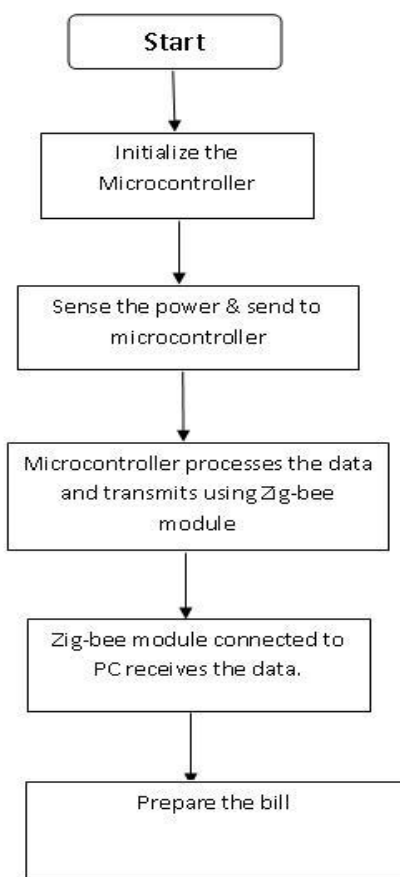 Start
Initialize the
Microcontroller
Sense the power & send to
microcontroller
Microcontroller processes the data
and transmits using Zig-bee
module
Zig-bee module connected to
PC receives the data.
Prepare the bill